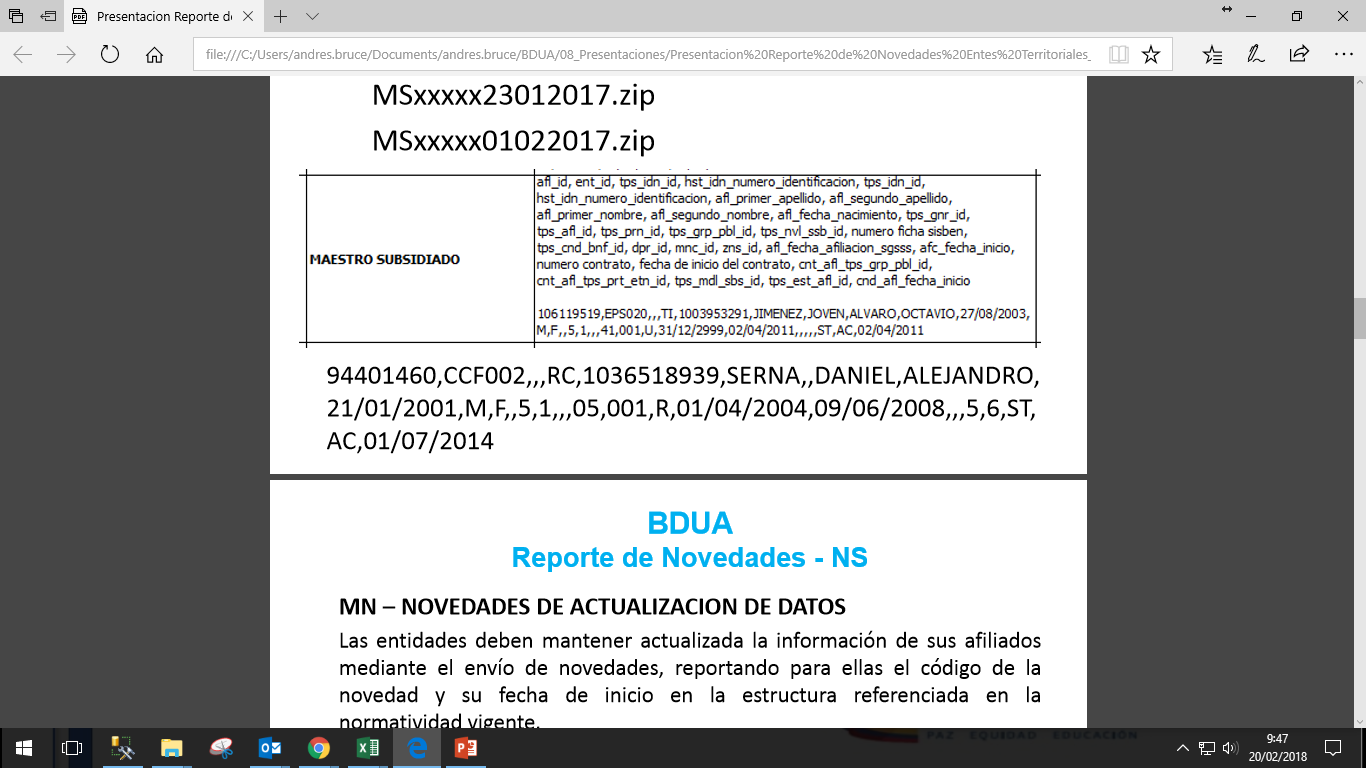 Presentacion Reporte de
file:///C:/Users/andres.bruce/Documents/andres.bruce/BDUA/08_Presentaciones/Presentacion%20Reporte%20de%20Novedades%20Entes%20Territoriales_
MSxxxxx23012017.zip
MSxxxxx01022017.zip
MAESTRO SUBSIDIADO
afl_id, ent_id, tps_idn_id, hst_idn_numero_identificacion, tps_idn_id,
hst_idn_numero_identificacion, afl_primer_apellido, afl_segundo_apellido,
afl_primer_nombre, afl_segundo_nombre, afl_fecha_nacimiento, tps_gnr_id,
tps_afl_id, tps_prn_id, tps_grp_pbl_id, tps_nvl_ssb_id, numero ficha sisben,
tps_cnd_bnf_id, dpr_id, mnc_id, zns_id, afl_fecha_afiliacion_sgsss, afc_fecha_inicio,
numero contrato, fecha de inicio del contrato, cnt_afl_tps_grp_pbl_id,
cnt_afl_tps_prt_etn_id, tps_mdl_sbs_id, tps_est_afl_id, cnd_afl_fecha_inicio
106119519,EPS020,,,TI,1003953291,JIMENEZ,JOVEN,ALVARO,OCTAVIO,27/08/2003,
M,F,,5,1,,,41,001,U,31/12/2999,02/04/2011,,,,,ST,AC,02/04/2011
94401460,CCF002,,,RC,1036518939,SERNA,,DANIEL,ALEJANDRO,
21/01/2001,M,F,,5,1,,,05,001,R,01/04/2004,09/06/2008,,,5,6,ST,
AC,01/07/2014
BDUA
Reporte de Novedades - NS
MN – NOVEDADES DE ACTUALIZACION DE DATOS
Las entidades deben mantener actualizada la información de sus afiliados
mediante el envío de novedades, reportando para ellas el código de la
novedad y su fecha de inicio en la estructura referenciada en la
normatividad vigente.
PAZ EQUIDAD EDUCACIÓN
9:47
20/02/2018